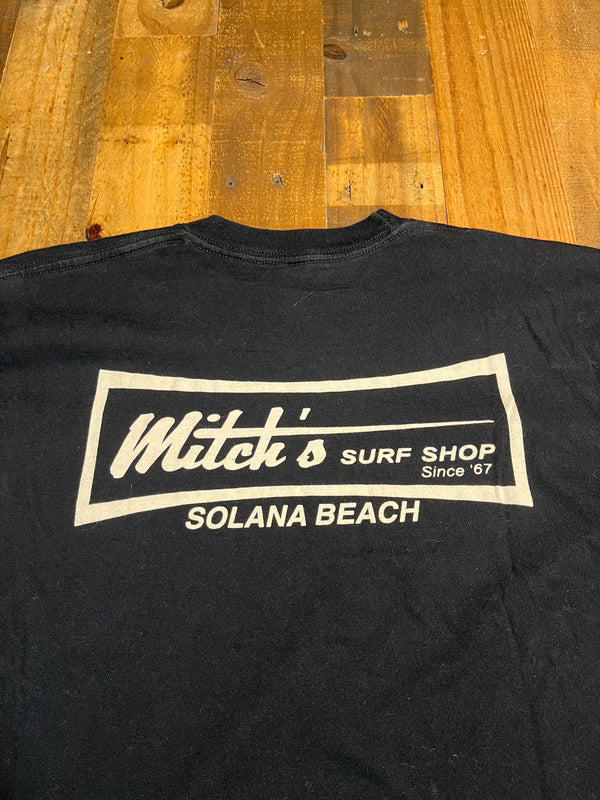 Mitch's SURF SHOP
Since '67
SOLANA BEACH